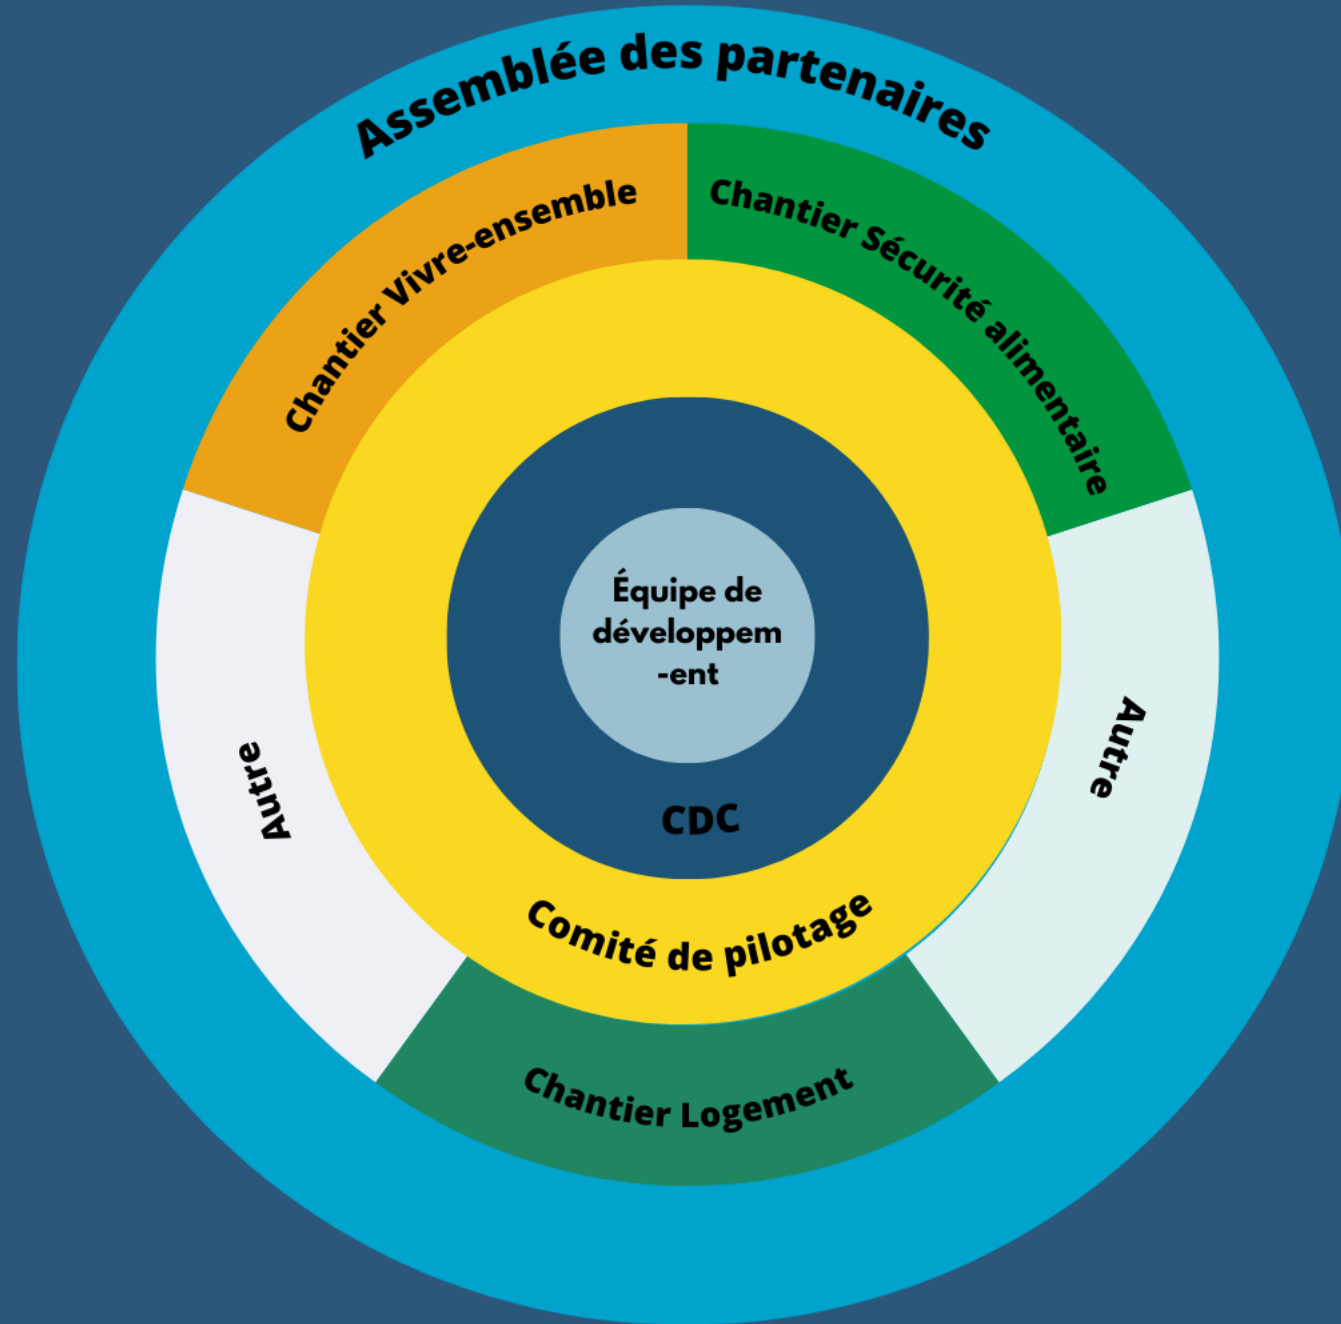 Assemblée des partenaires
Chantier Vivre-ensemble
Chantier Sécurité alimentaire
Équipe de
développem
-ent
Autre
Autre
CDC
Comité de pilotage
Chantier Logement